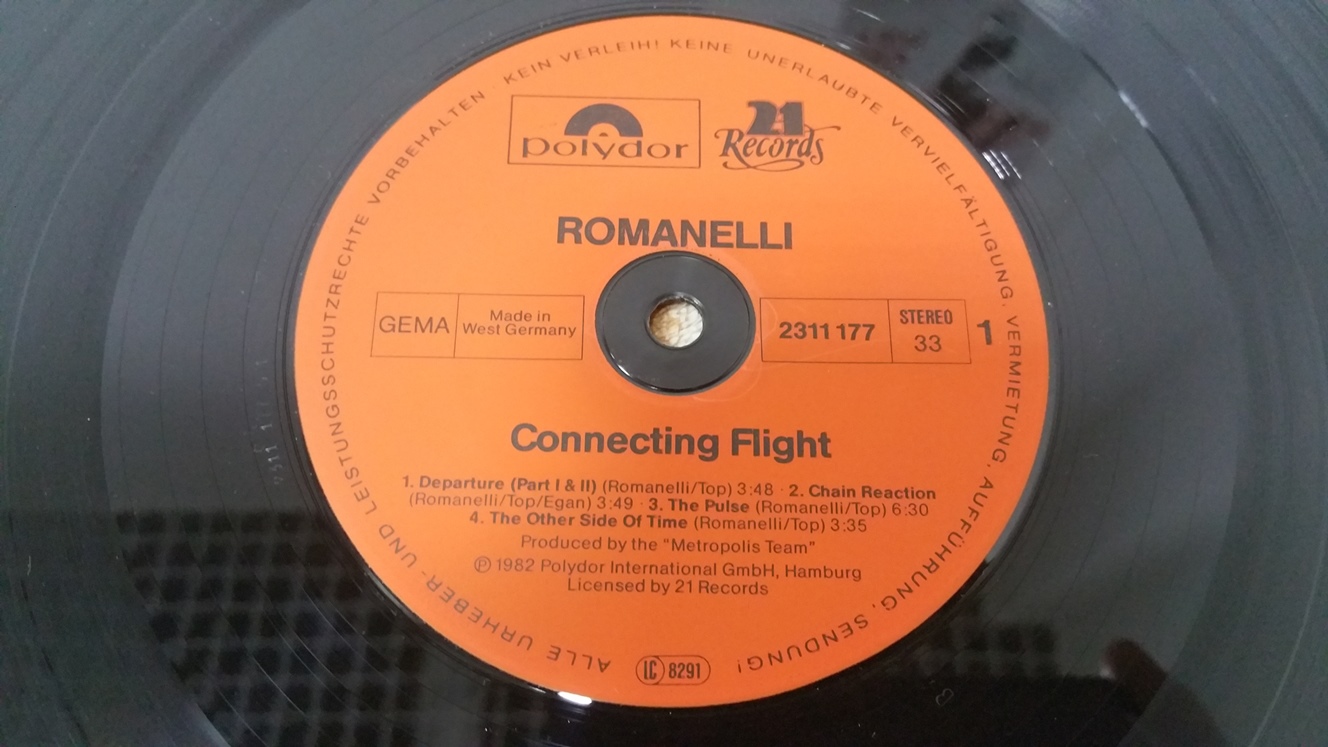 ALLE URHEBER- UND LEISTUNGSSCHUTZRECHTE VORBEHALTEN · KEIN VERLEIH! KEINE UNERLAUBTE VERVIELFÄLTIGUNG, VERMIETUNG, AUFFÜHRUNG, SENDUNG!
polydor
21 Records
ROMANELLI
GEMA
Made in
West Germany
2311 177
STEREO
33
1
Connecting Flight
1. Departure (Part I & II) (Romanelli/Top) 3:48 · 2. Chain Reaction
(Romanelli/Top/Egan) 3:49 · 3. The Pulse (Romanelli/Top) 6:30
4. The Other Side Of Time (Romanelli/Top) 3:35
Produced by the "Metropolis Team"
℗ 1982 Polydor International GmbH, Hamburg
Licensed by 21 Records
LC 8291